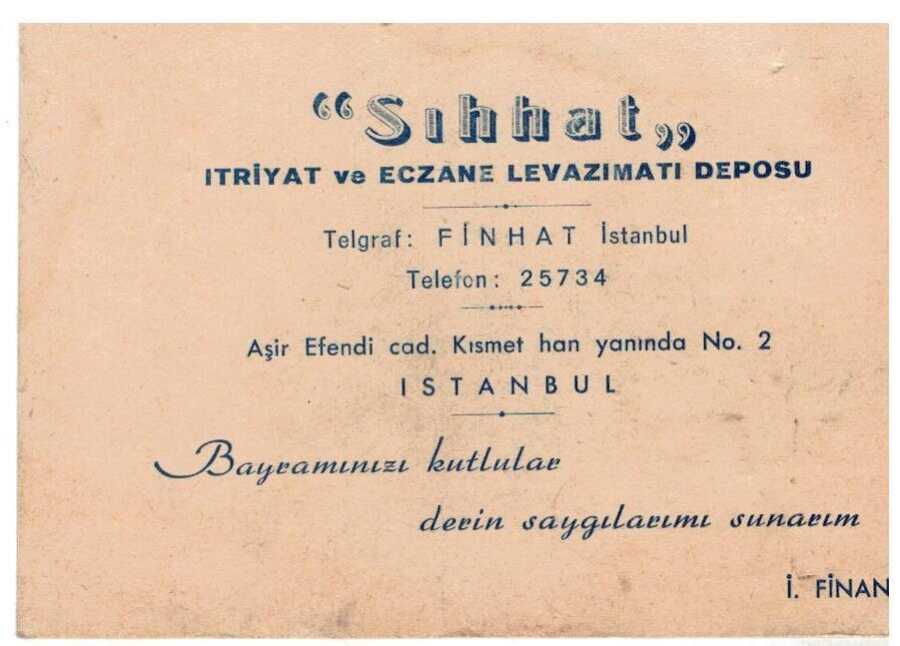 “Sıhhat„
ITRİYAT ve ECZANE LEVAZIMATI DEPOSU
Telgraf: FİNHAT İstanbul
Telefon: 25734
Aşir Efendi cad. Kısmet han yanında No. 2
ISTANBUL
Bayramınızı kutlular
derin saygılarımı sunarım
İ. FİNAN